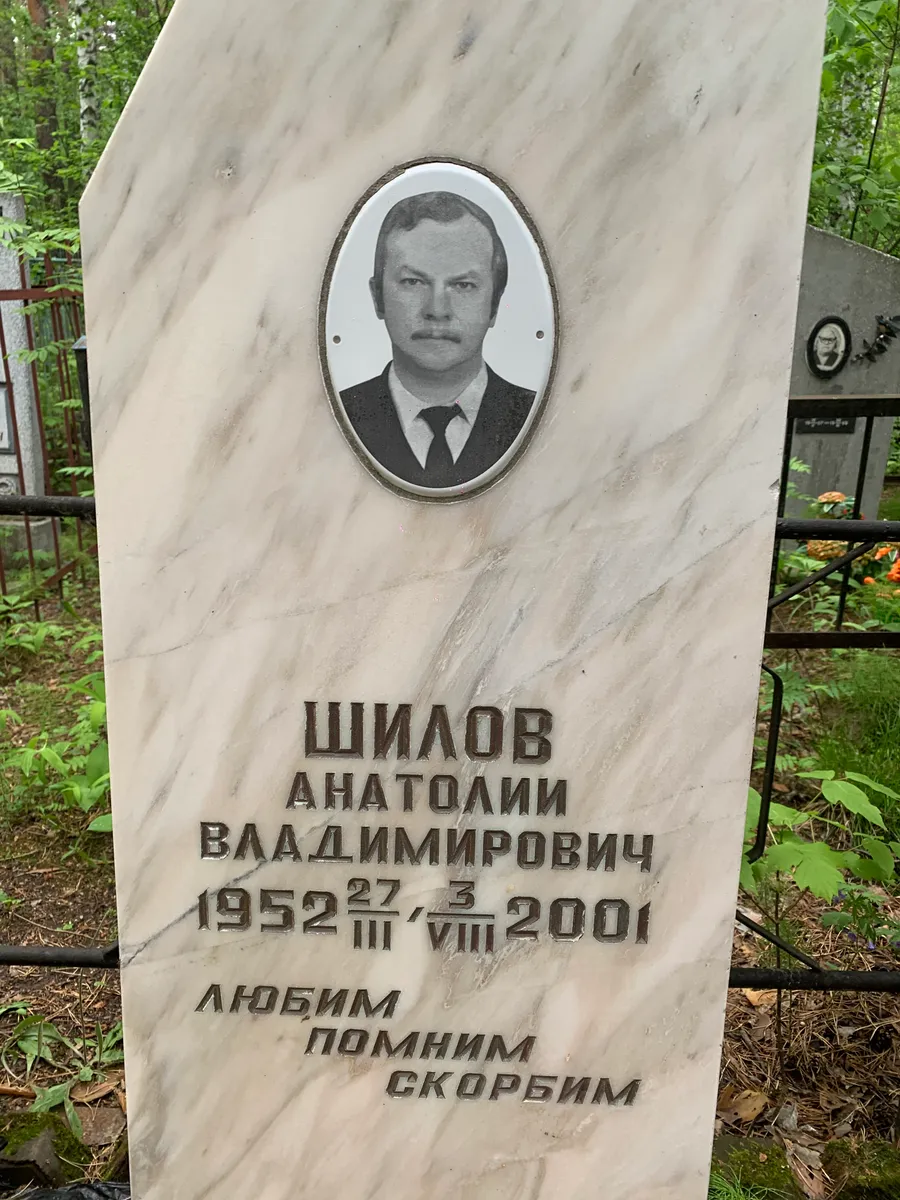 ШИЛОВ
АНАТОЛИИ
ВЛАДИМИРОВИЧ
1952 27/III , 3/VIII 2001
ЛЮБИМ
ПОМНИМ
СКОРБИМ